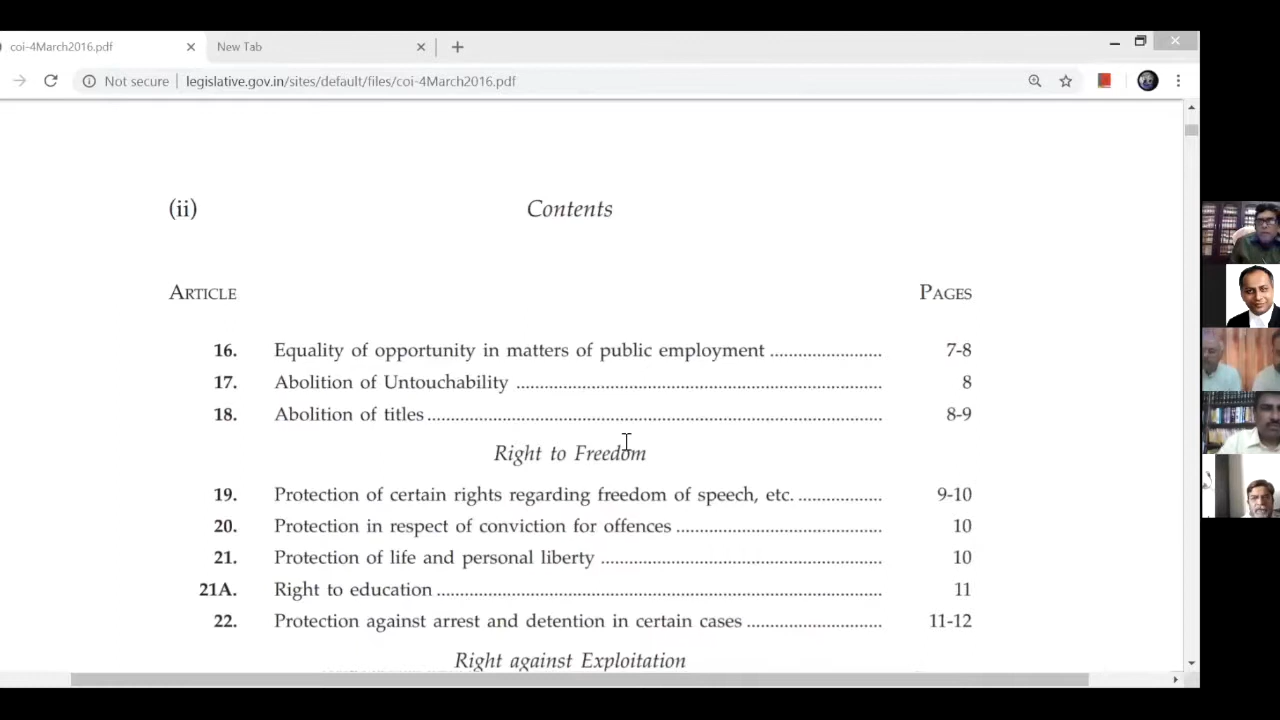 coi-4March2016.pdf
New Tab
Not secure
legislative.gov.in/sites/default/files/coi-4March2016.pdf
(ii) Contents
ARTICLE PAGES
16. Equality of opportunity in matters of public employment ........................ 7-8
17. Abolition of Untouchability ............................................................................... 8
18. Abolition of titles ................................................................................................. 8-9
Right to Freedom
19. Protection of certain rights regarding freedom of speech, etc. .................. 9-10
20. Protection in respect of conviction for offences ............................................ 10
21. Protection of life and personal liberty ............................................................ 10
21A. Right to education ............................................................................................... 11
22. Protection against arrest and detention in certain cases ............................. 11-12
Right against Exploitation